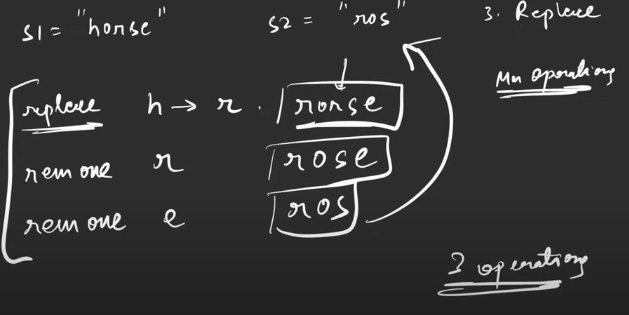 s1 = "horse" s2 = "ros" 3. Replace
Min operations
replace h → r. rorse
remove r rose
remove e ros
3 operations